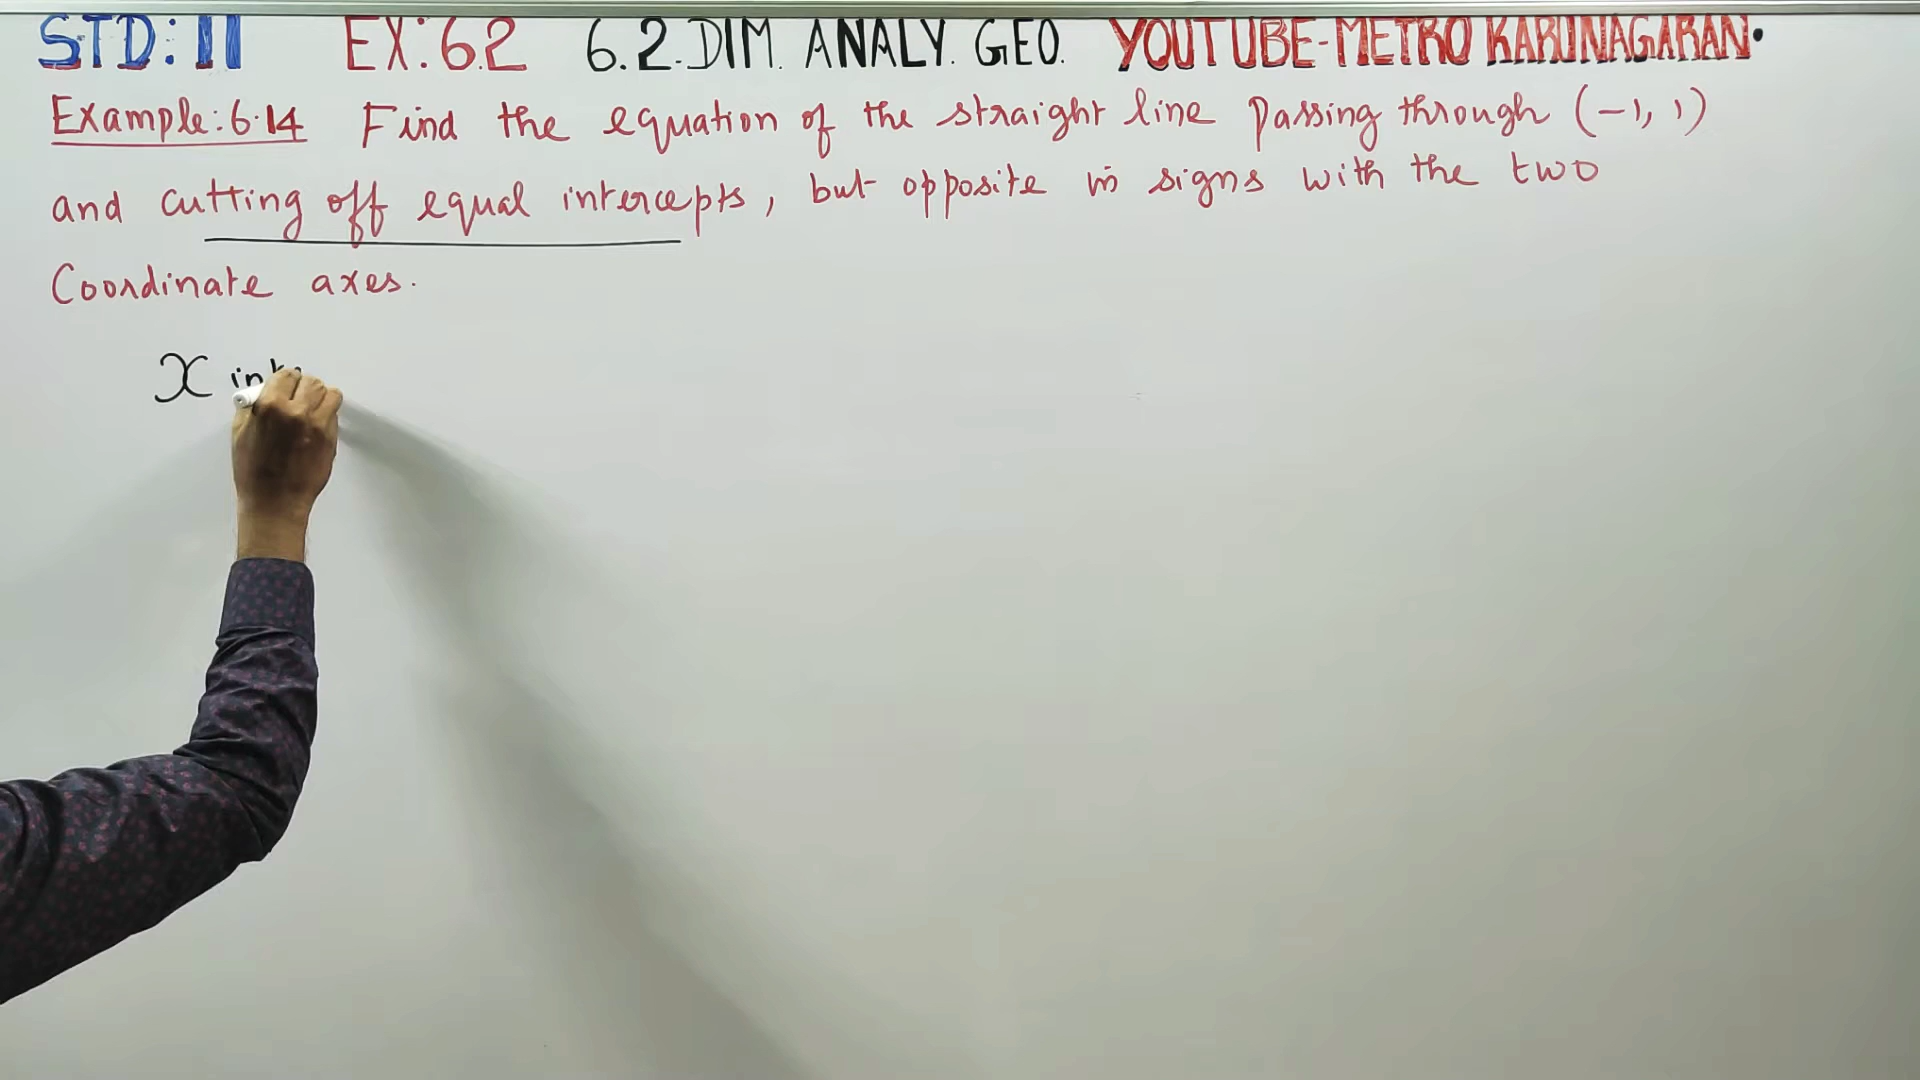 STD: 11 EX: 6.2 6.2.DIM. ANALY. GEO. YOUTUBE-METRO KARUNAGARAN.
Example: 6.14 Find the equation of the straight line passing through (-1, 1)
and cutting off equal intercepts, but opposite in signs with the two
Coordinate axes.
x inte